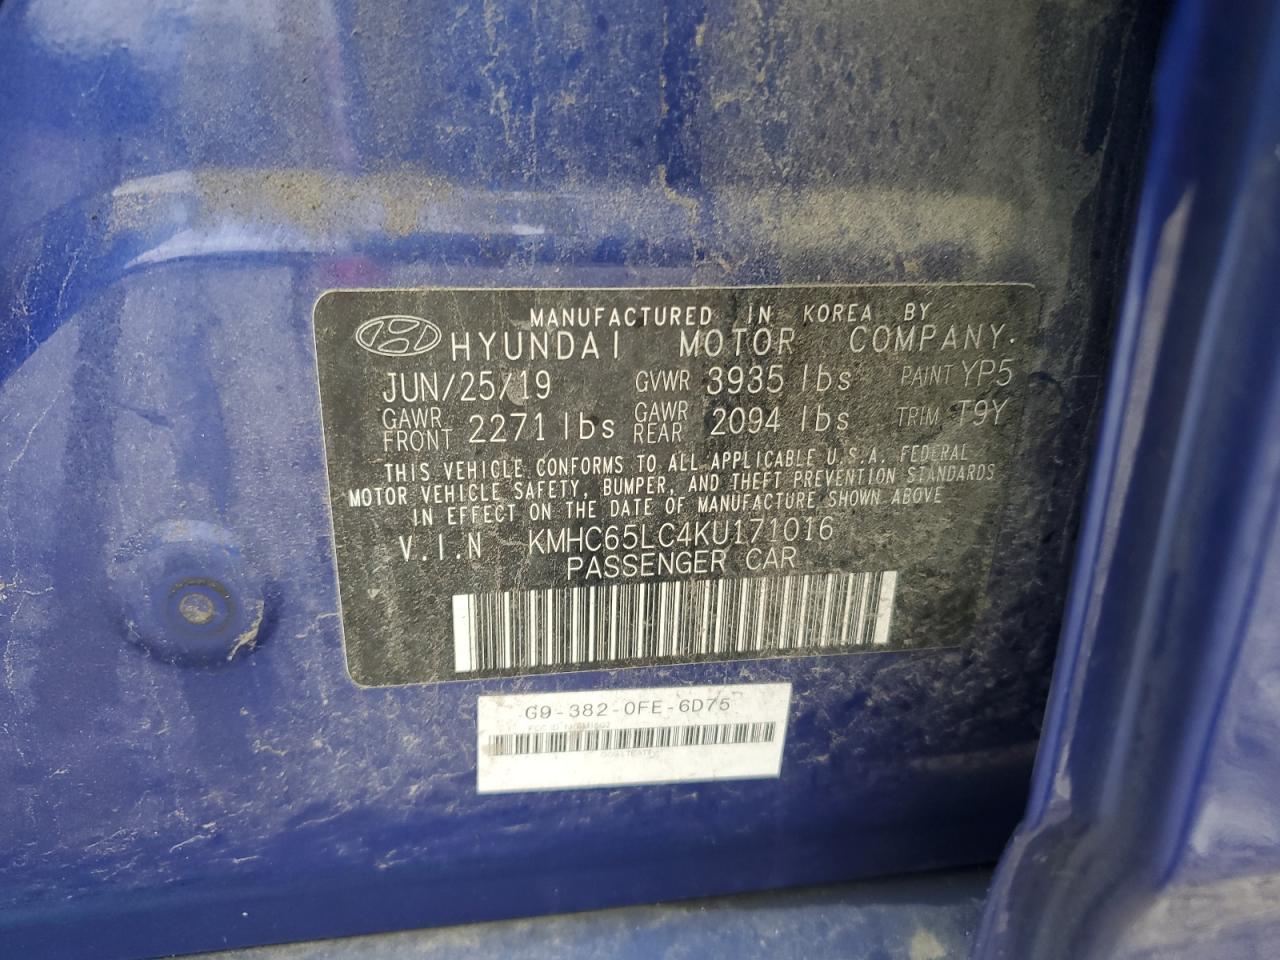 MANUFACTURED IN KOREA BY
HYUNDAI MOTOR COMPANY.
JUN/25/19 GVWR 3935 lbs PAINT YP5
GAWR FRONT 2271 lbs GAWR REAR 2094 lbs TRIM T9Y
THIS VEHICLE CONFORMS TO ALL APPLICABLE U.S.A. FEDERAL
MOTOR VEHICLE SAFETY, BUMPER, AND THEFT PREVENTION STANDARDS
IN EFFECT ON THE DATE OF MANUFACTURE SHOWN ABOVE
V.I.N KMHC65LC4KU171016
PASSENGER CAR
G9-382-0FE-6D75